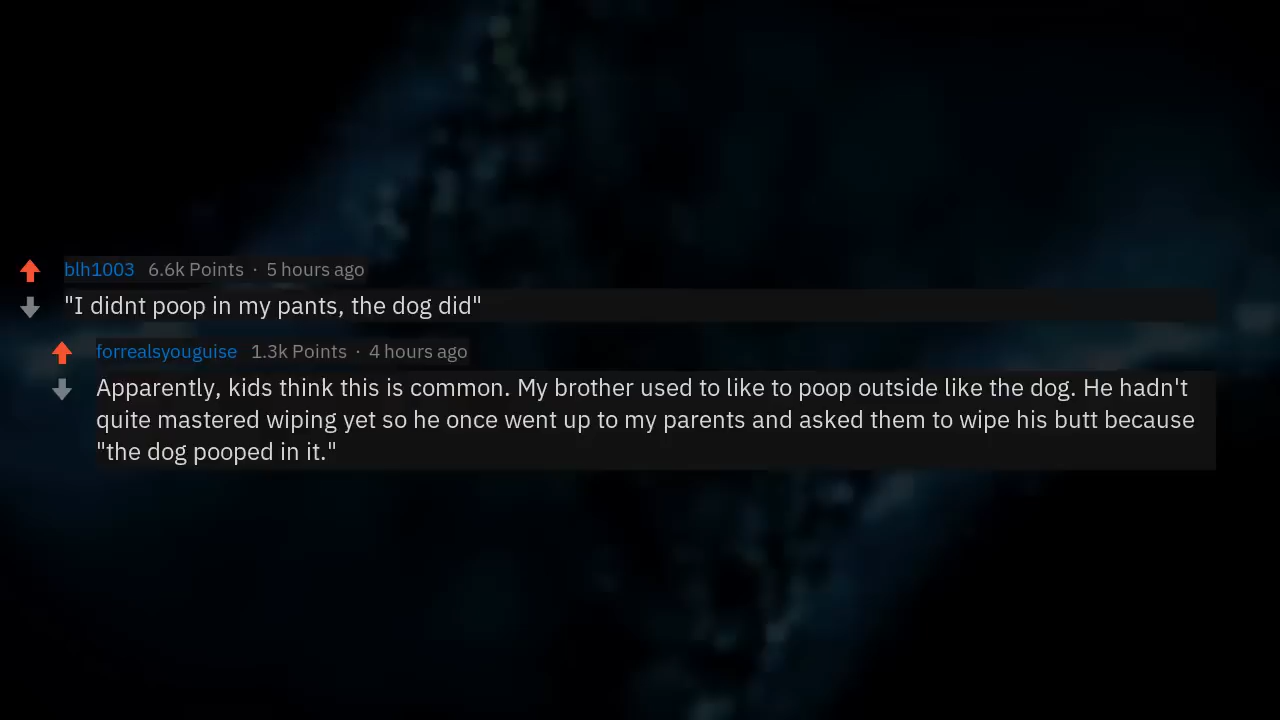 blh1003 6.6k Points · 5 hours ago
"I didnt poop in my pants, the dog did"
forrealsyouguise 1.3k Points · 4 hours ago
Apparently, kids think this is common. My brother used to like to poop outside like the dog. He hadn't
quite mastered wiping yet so he once went up to my parents and asked them to wipe his butt because
"the dog pooped in it."